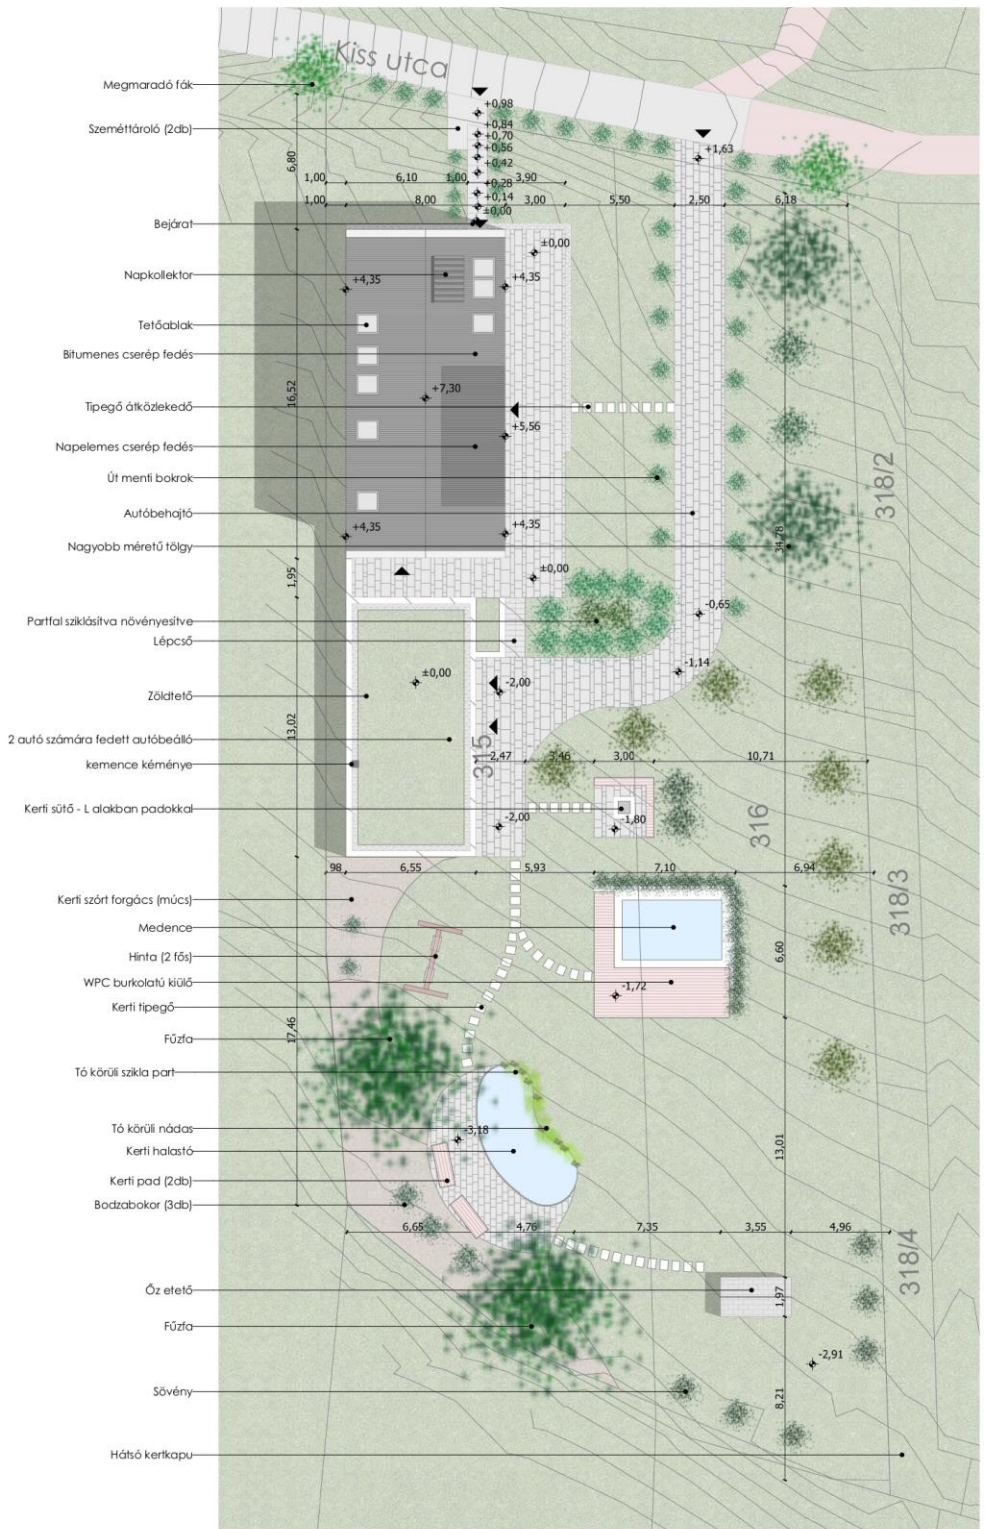 Kiss utca
Megmaradó fák
Szeméttároló (2db)
Bejárat
Napkollektor
Tetőablak
Bitumenes cserép fedés
Tipegő átközlekedő
Napelemes cserép fedés
Út menti bokrok
Autóbehajtó
Nagyobb méretű tölgy
Partfal sziklásítva növényesítve
Lépcső
Zöldtető
2 autó számára fedett autóbeálló
kemence kéménye
Kerti sütő - L alakban padokkal
Kerti szórt forgács (múcs)
Medence
Hinta (2 fős)
WPC burkolatú kiülő
Kerti tipegő
Fűzfa
Tó körüli szikla part
Tó körüli nádas
Kerti halastó
Kerti pad (2db)
Bodzabokor (3db)
Őz etető
Fűzfa
Sövény
Hátsó kertkapu
+0,98
+0,84
+0,70
+0,56
+0,42
+0,28
+0,14
±0,00
+1,63
6,80
1,00 6,10 1,00 3,90
1,00 8,00 3,00 5,50 2,50 6,18
±0,00
+4,35 +4,35
16,52
+7,30
+5,56
318/2
+4,35 +4,35
34,78
1,95
±0,00
-0,65
-1,14
±0,00
-2,00
13,02
315
2,47 3,46 3,00 10,71
-2,00
-1,80
316
98 6,55 5,93 7,10 6,94
318/3
6,60
-1,72
17,46
-3,18
13,01
6,65 4,76 7,35 3,55 4,96
318/4
1,97
-2,91
8,21